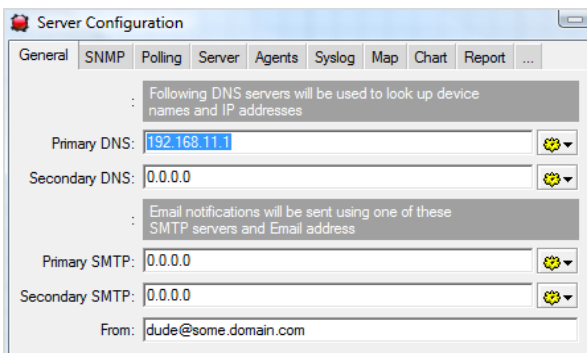 Server Configuration
General SNMP Polling Server Agents Syslog Map Chart Report ...
: Following DNS servers will be used to look up device
names and IP addresses
Primary DNS: 192.168.11.1
Secondary DNS: 0.0.0.0
: Email notifications will be sent using one of these
SMTP servers and Email address
Primary SMTP: 0.0.0.0
Secondary SMTP: 0.0.0.0
From: dude@some.domain.com